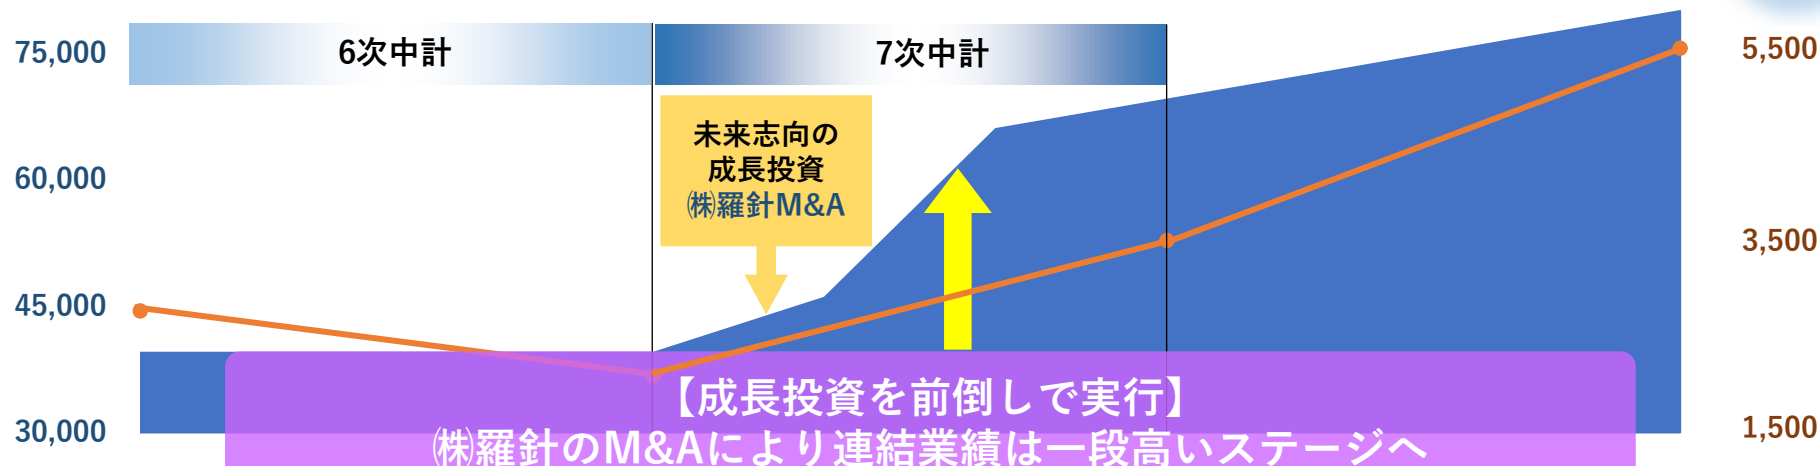 75,000
60,000
45,000
30,000
6次中計
7次中計
未来志向の
成長投資
㈱羅針M&A
5,500
3,500
1,500
【成長投資を前倒しで実行】
㈱羅針のM&Aにより連結業績は一段高いステージへ